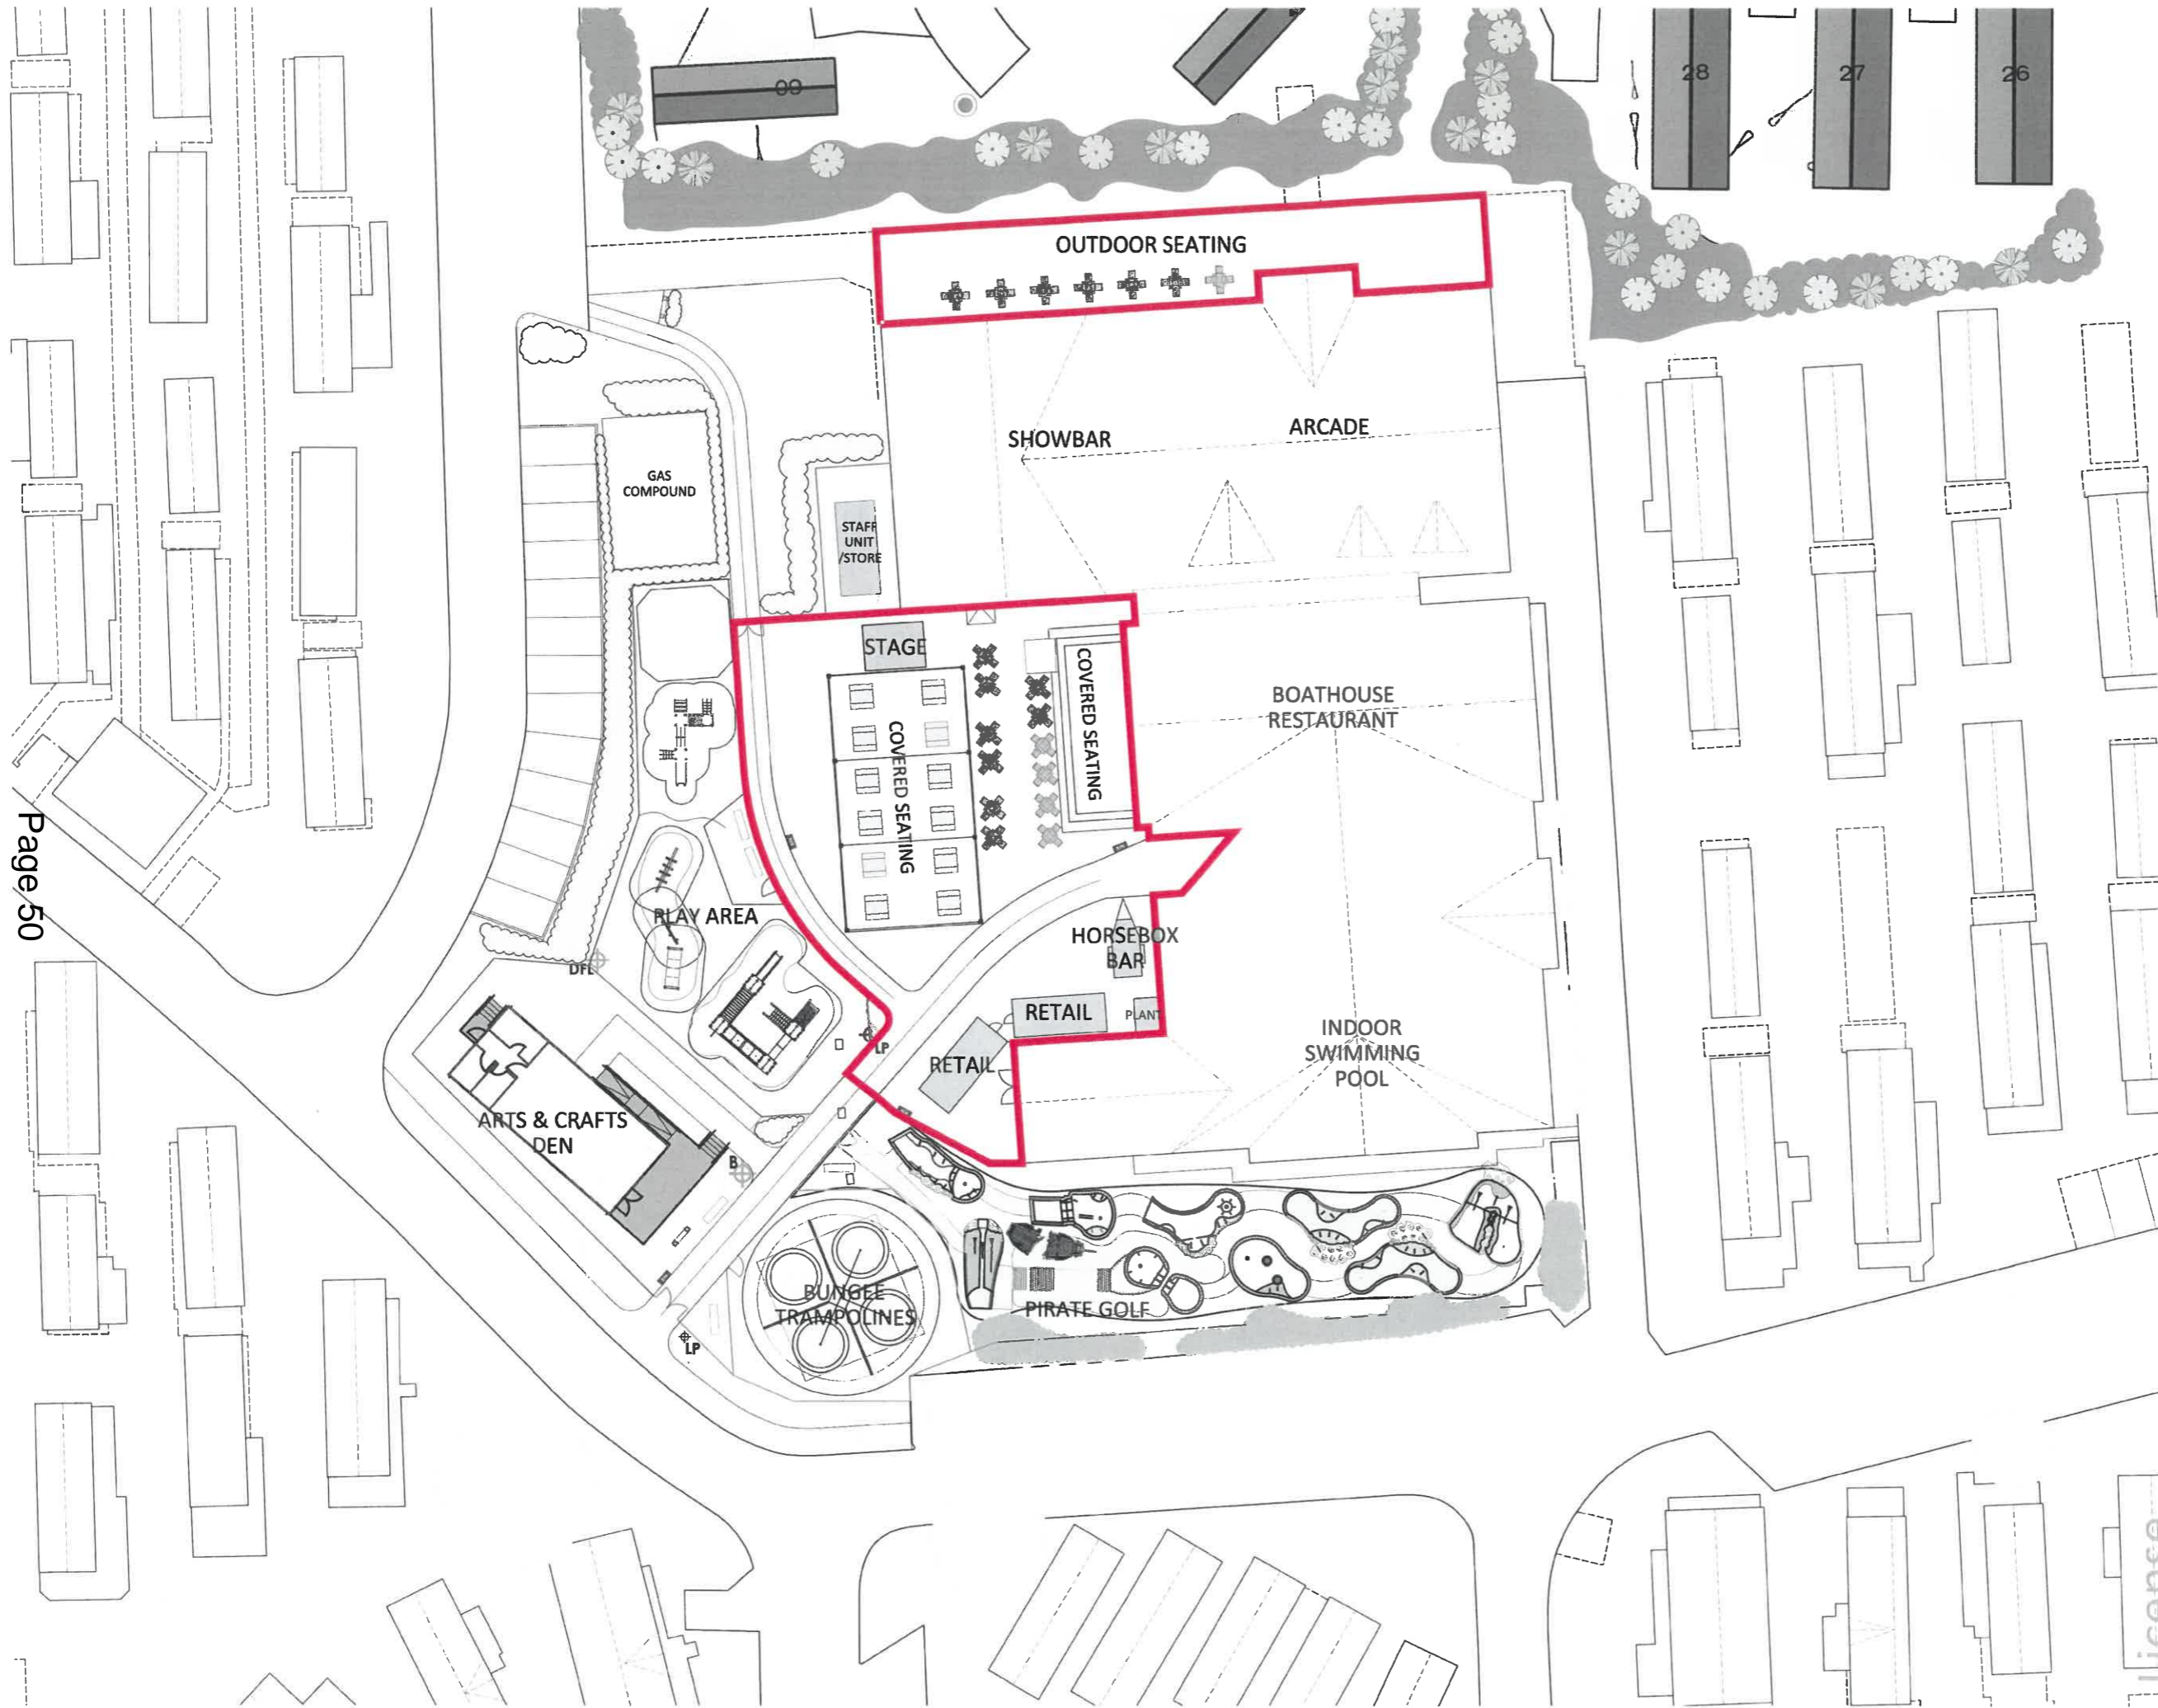 09
28
27
26
OUTDOOR SEATING
SHOWBAR
ARCADE
GAS
COMPOUND
STAFF
UNIT
/STORE
STAGE
COVERED SEATING
COVERED SEATING
BOATHOUSE
RESTAURANT
Page 50
PLAY AREA
HORSEBOX
BAR
DFL
RETAIL
PLANT
LP
RETAIL
INDOOR
SWIMMING
POOL
ARTS & CRAFTS
DEN
B
BUNGEE
TRAMPOLINES
PIRATE GOLF
LP
license